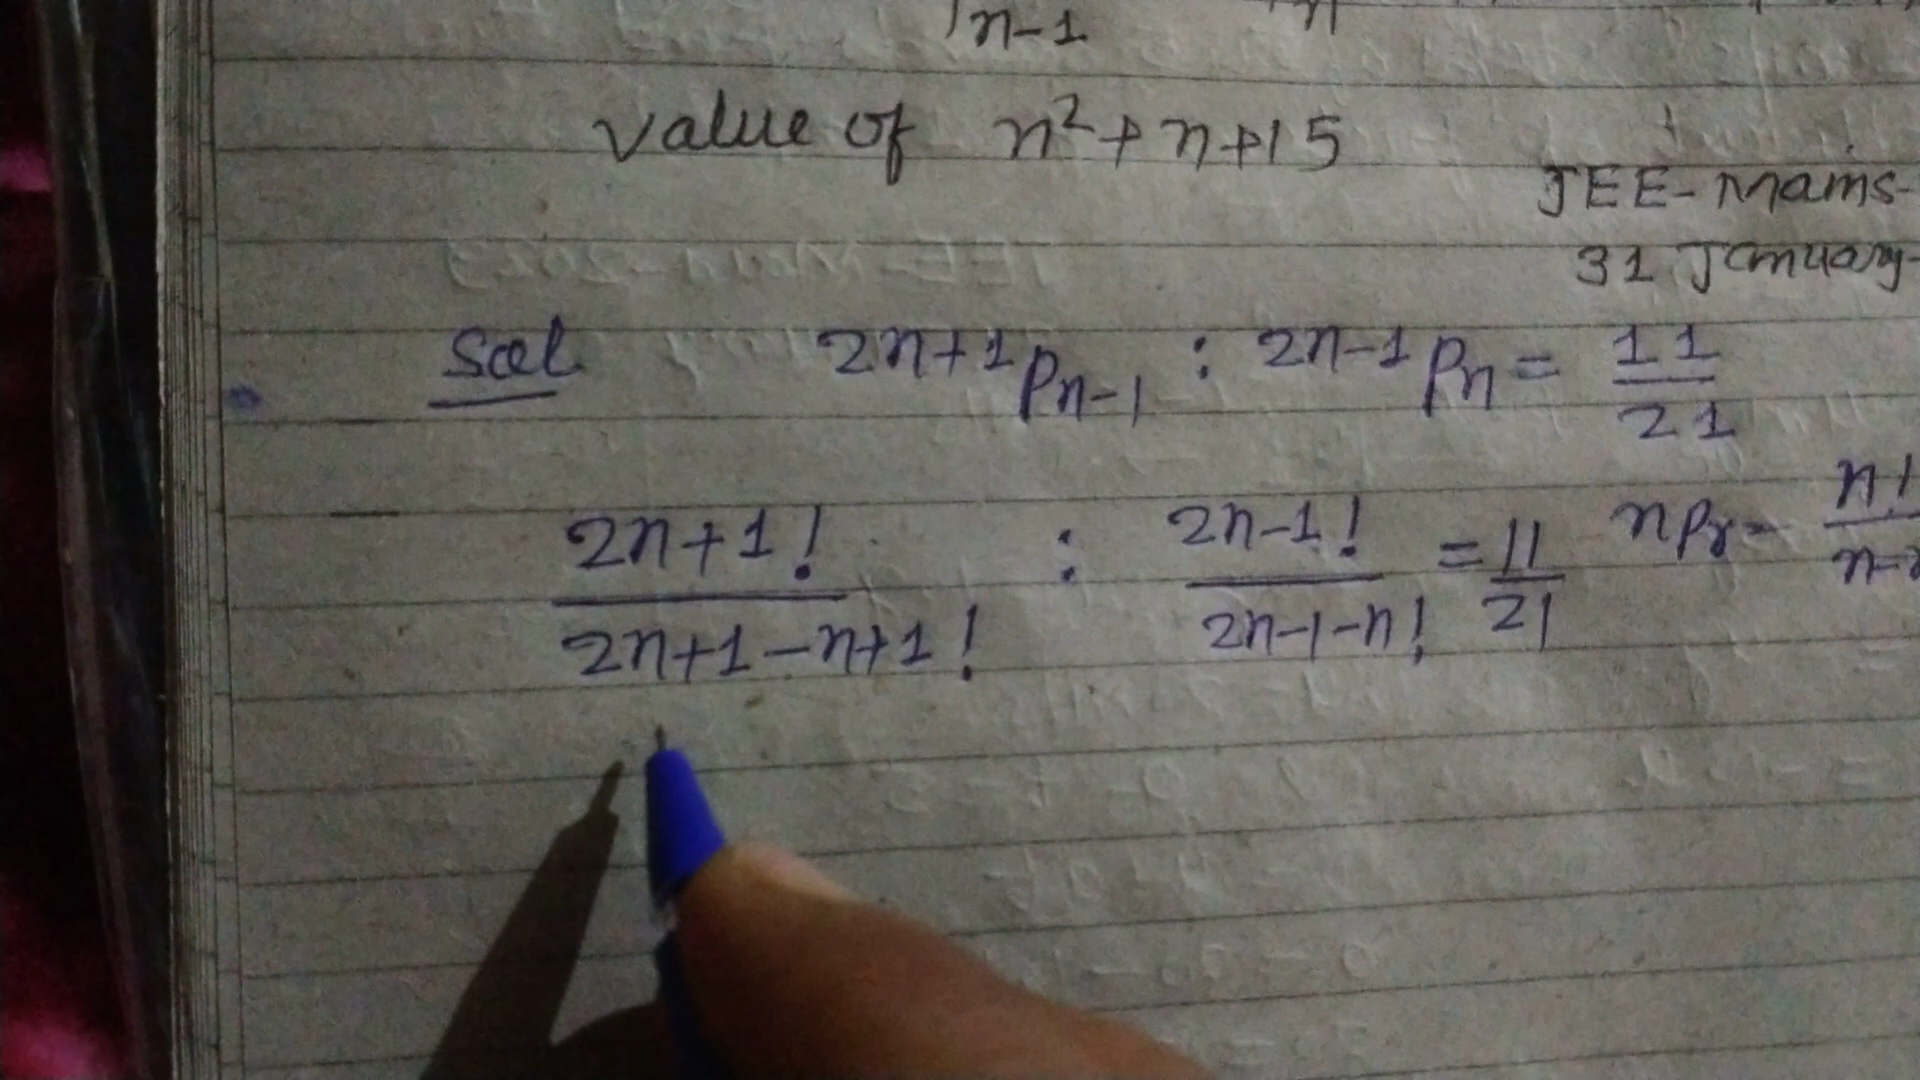 n-1 n
value of n²+n+15
JEE-mains-
31 January-
Sol 2n+1Pn-1 : 2n-1Pn = 11/21
2n+1!/2n+1-n+1! : 2n-1!/2n-1-n! = 11/21 nPr = n!/n-r